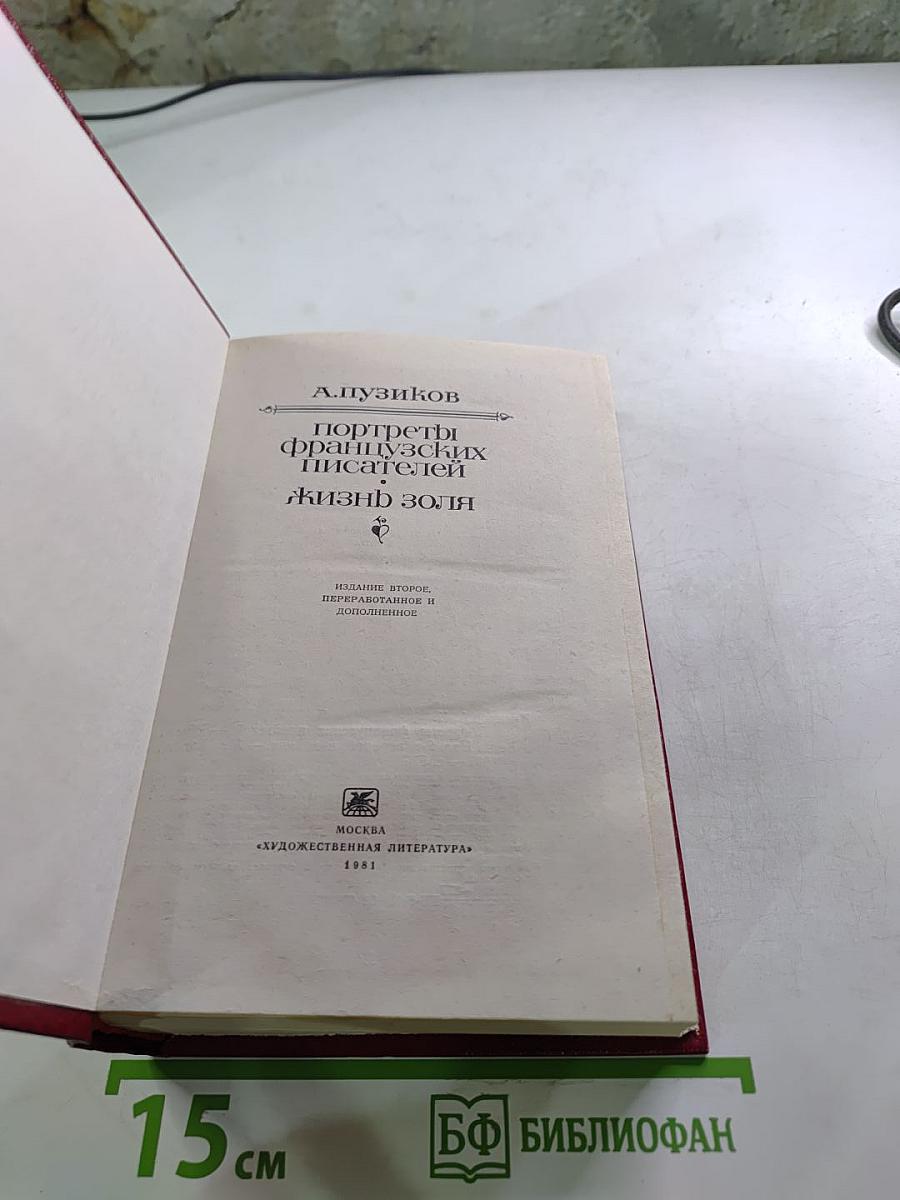 А.ПУЗИКОВ
ПОРТРЕТЫ
ФРАНЦУЗСКИХ
ПИСАТЕЛЕЙ
•
ЖИЗНЬ ЗОЛЯ
ИЗДАНИЕ ВТОРОЕ,
ПЕРЕРАБОТАННОЕ И
ДОПОЛНЕННОЕ
МОСКВА
«ХУДОЖЕСТВЕННАЯ ЛИТЕРАТУРА»
1981
15 см
БФ БИБЛИОФАН